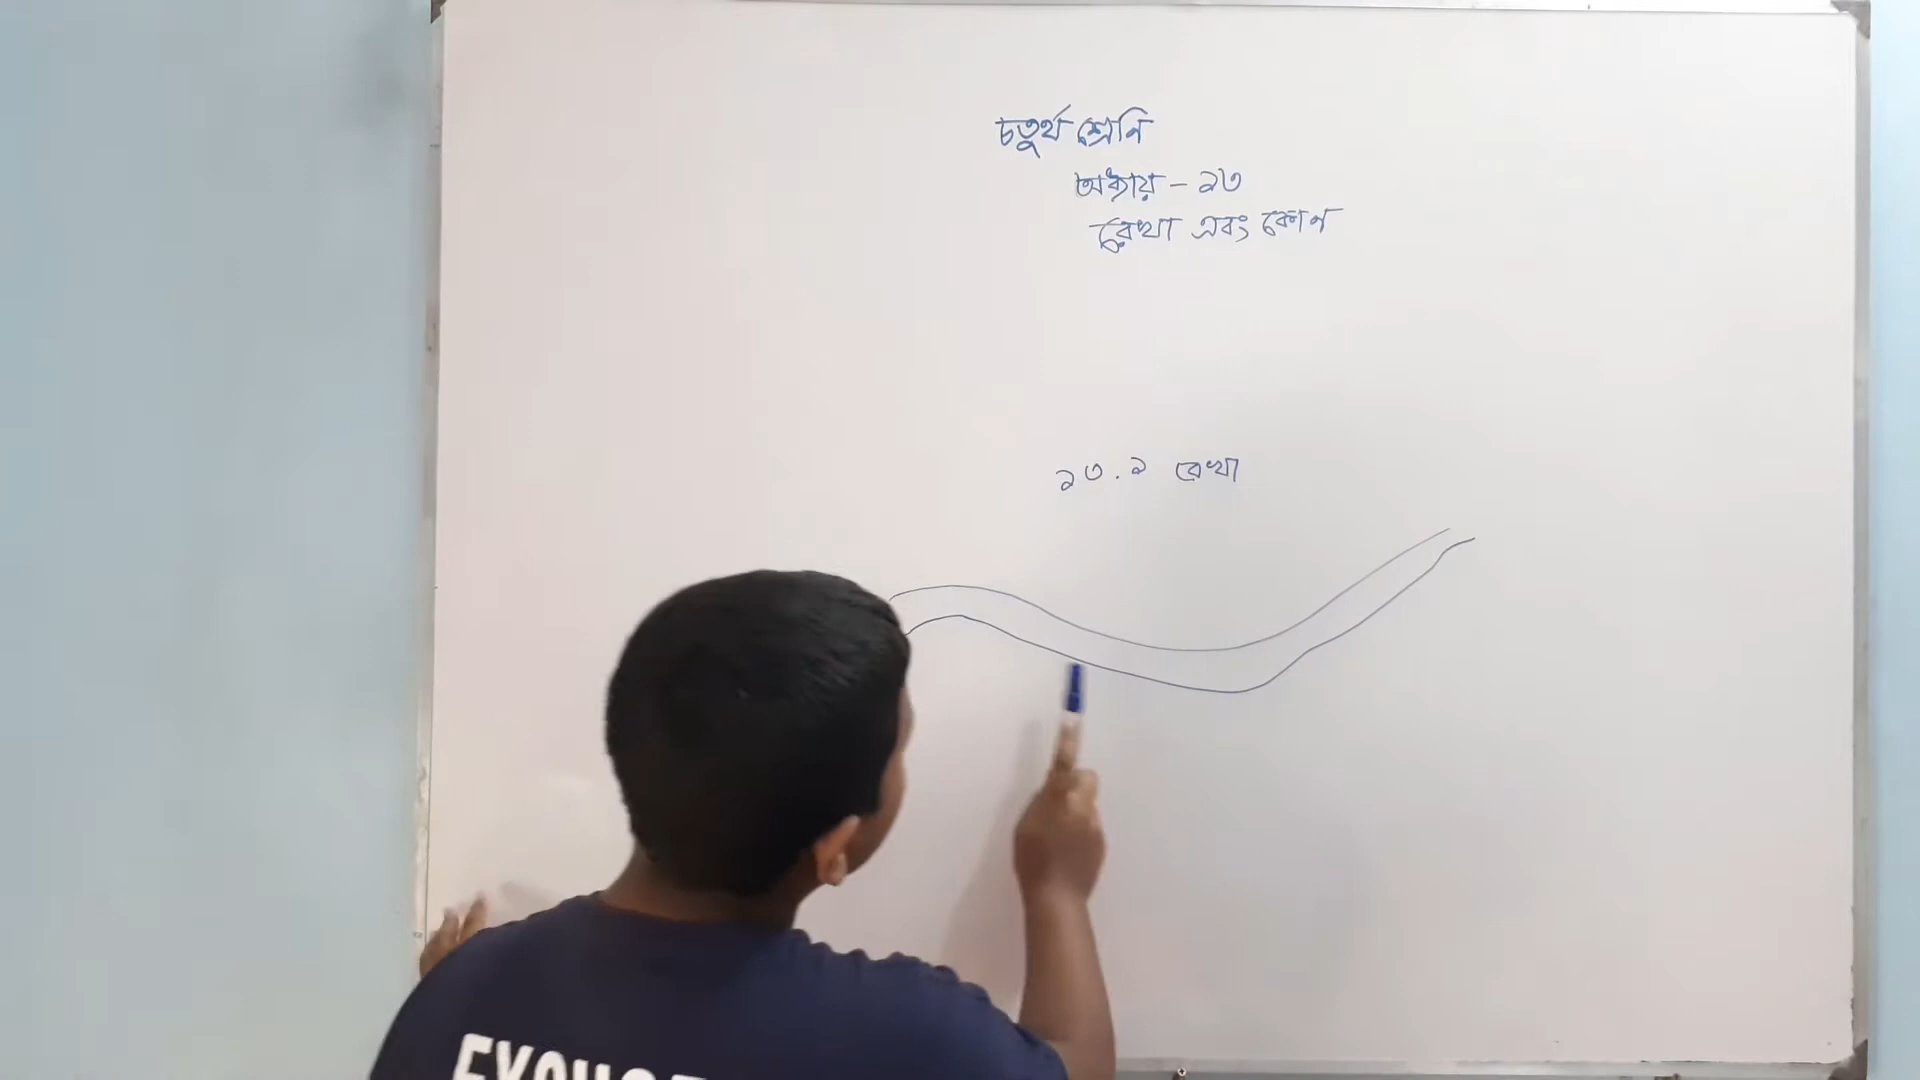 চতুর্থ শ্রেনি
অধ্যায় - ১৩
রেখা এবং কোন
১৩.১ রেখা